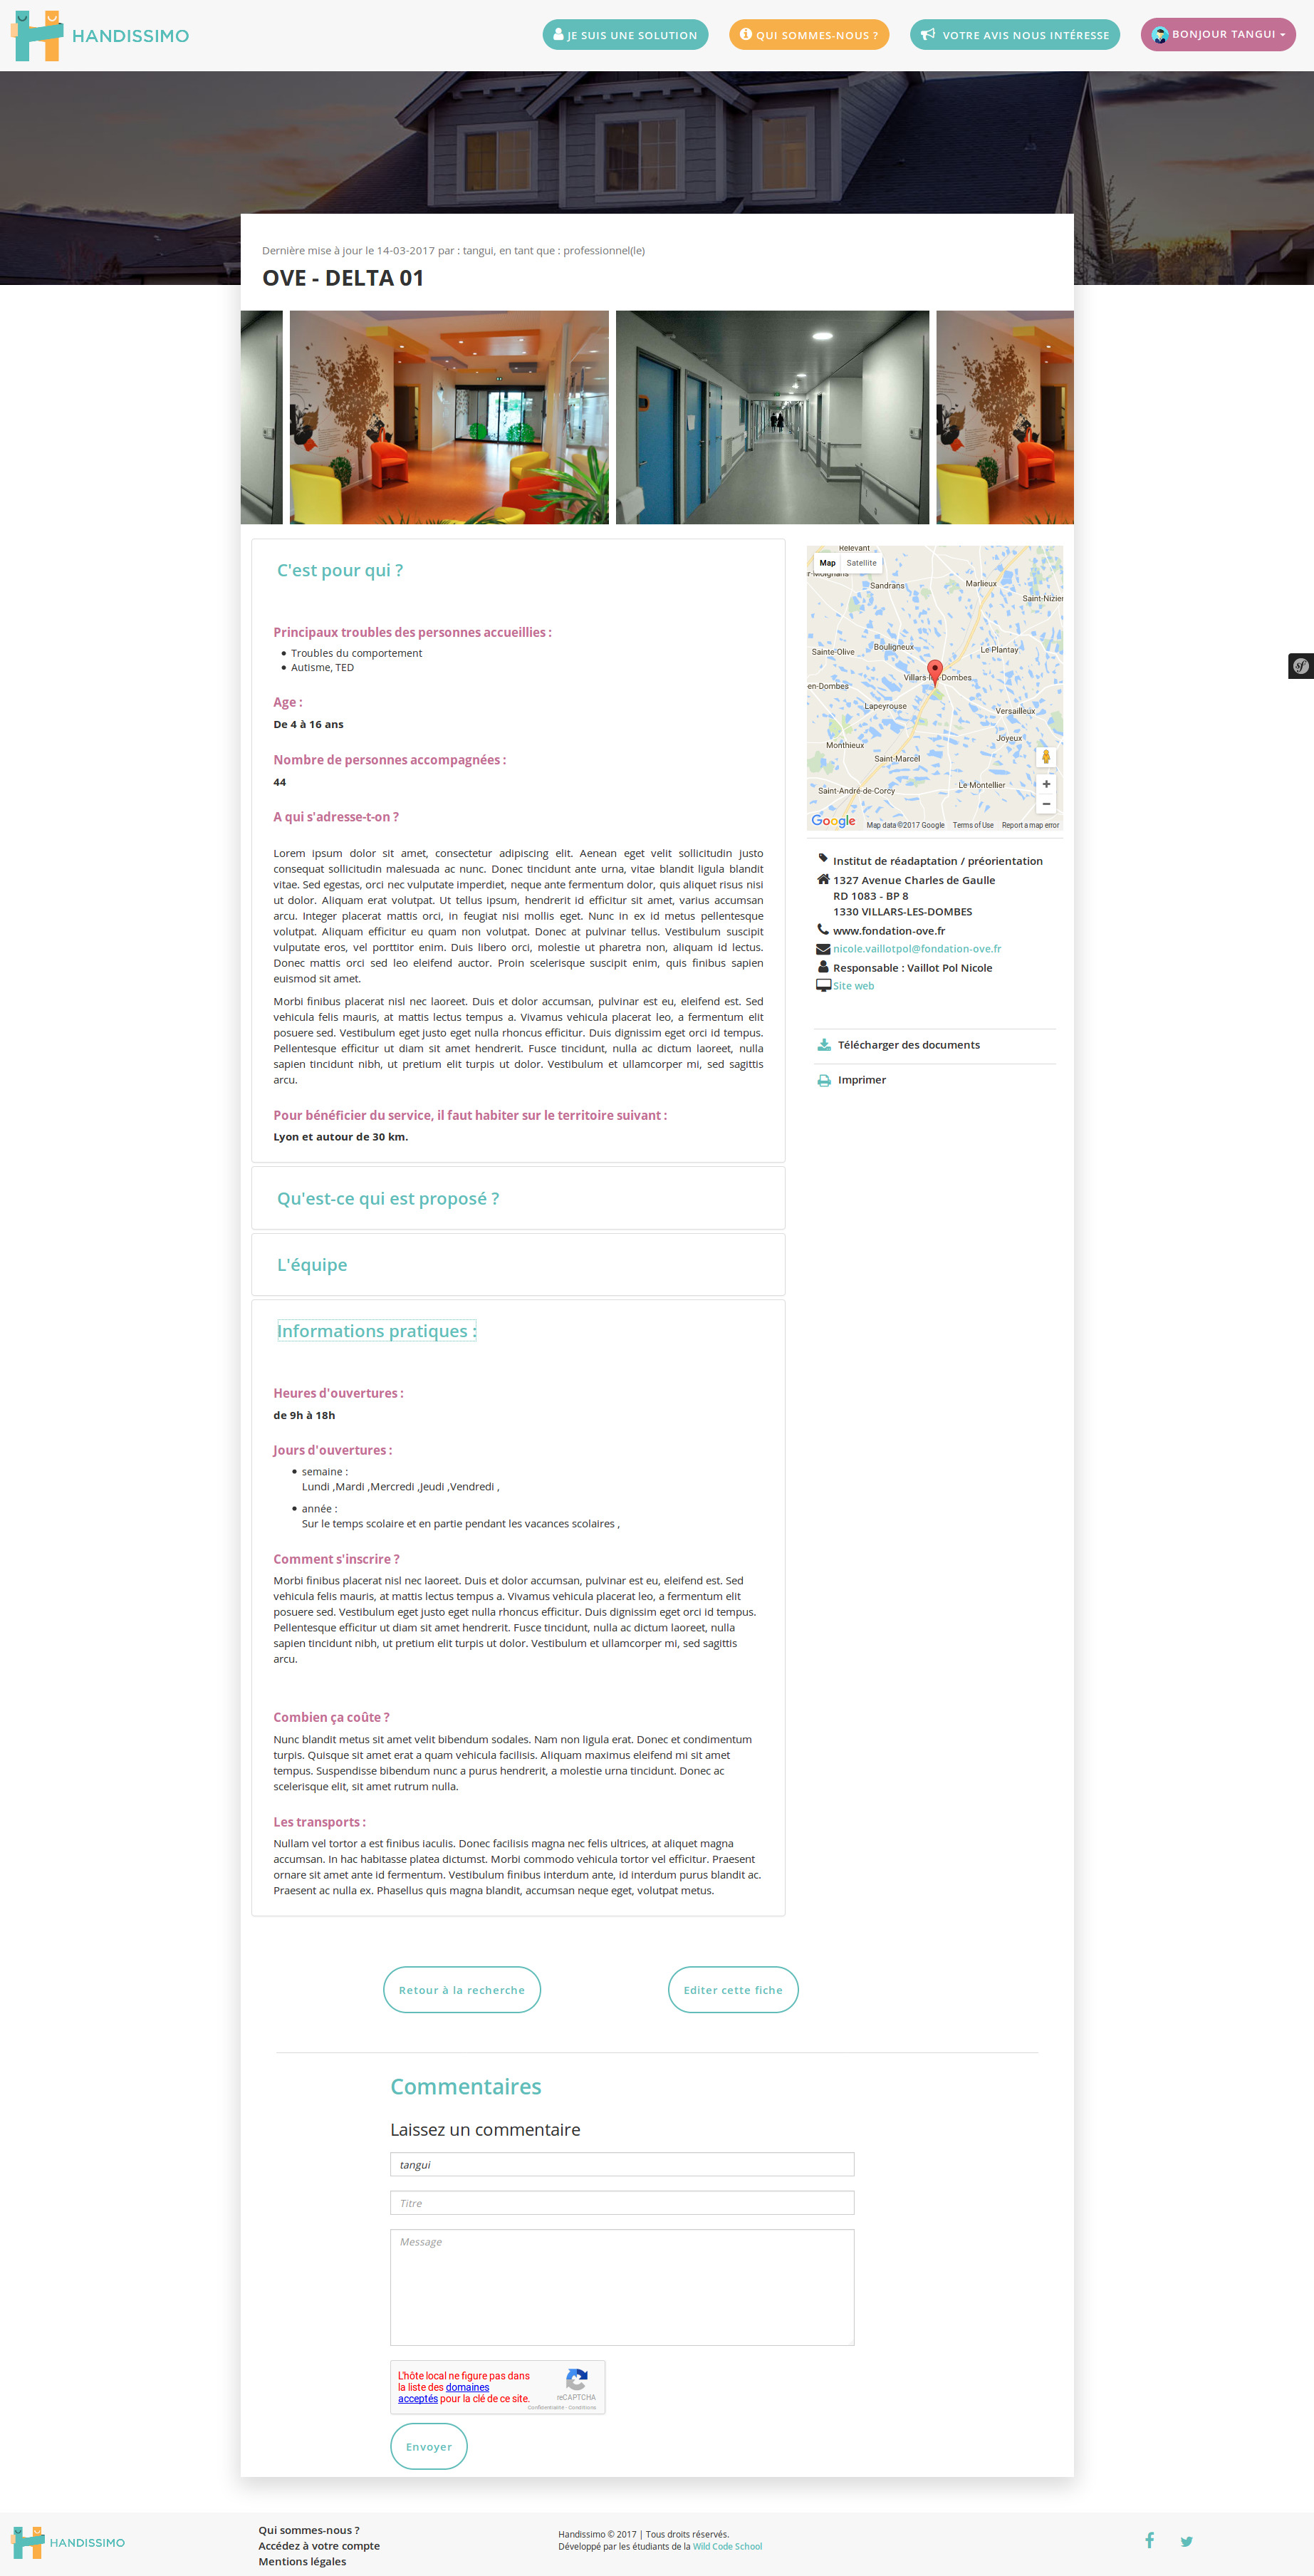 HANDISSIMO
JE SUIS UNE SOLUTION
QUI SOMMES-NOUS ?
VOTRE AVIS NOUS INTÉRESSE
BONJOUR TANGUI
Dernière mise à jour le 14-03-2017 par : tangui, en tant que : professionnel(le)
OVE - DELTA 01
C'est pour qui ?
Principaux troubles des personnes accueillies :
Troubles du comportement
Autisme, TED
Age :
De 4 à 16 ans
Nombre de personnes accompagnées :
44
A qui s'adresse-t-on ?
Lorem ipsum dolor sit amet, consectetur adipiscing elit. Aenean eget velit sollicitudin justo
consequat sollicitudin malesuada ac nunc. Donec tincidunt ante urna, vitae blandit ligula blandit
vitae. Sed egestas, orci nec vulputate imperdiet, neque ante fermentum dolor, quis aliquet risus nisi
ut dolor. Aliquam erat volutpat. Ut tellus ipsum, hendrerit id efficitur sit amet, varius accumsan
arcu. Integer placerat mattis orci, in feugiat nisi mollis eget. Nunc in ex id metus pellentesque
volutpat. Aliquam efficitur eu quam non volutpat. Donec at pulvinar tellus. Vestibulum suscipit
vulputate eros, vel porttitor enim. Duis libero orci, molestie ut pharetra non, aliquam id lectus.
Donec mattis orci sed leo eleifend auctor. Proin scelerisque suscipit enim, quis finibus sapien
euismod sit amet.
Morbi finibus placerat nisl nec laoreet. Duis et dolor accumsan, pulvinar est eu, eleifend est. Sed
vehicula felis mauris, at mattis lectus tempus a. Vivamus vehicula placerat leo, a fermentum elit
posuere sed. Vestibulum eget justo eget nulla rhoncus efficitur. Duis dignissim eget orci id tempus.
Pellentesque efficitur ut diam sit amet hendrerit. Fusce tincidunt, nulla ac dictum laoreet, nulla
sapien tincidunt nibh, ut pretium elit turpis ut dolor. Vestibulum et ullamcorper mi, sed sagittis
arcu.
Pour bénéficier du service, il faut habiter sur le territoire suivant :
Lyon et autour de 30 km.
Qu'est-ce qui est proposé ?
L'équipe
Informations pratiques :
Heures d'ouvertures :
de 9h à 18h
Jours d'ouvertures :
semaine :
Lundi ,Mardi ,Mercredi ,Jeudi ,Vendredi ,
année :
Sur le temps scolaire et en partie pendant les vacances scolaires ,
Comment s'inscrire ?
Morbi finibus placerat nisl nec laoreet. Duis et dolor accumsan, pulvinar est eu, eleifend est. Sed
vehicula felis mauris, at mattis lectus tempus a. Vivamus vehicula placerat leo, a fermentum elit
posuere sed. Vestibulum eget justo eget nulla rhoncus efficitur. Duis dignissim eget orci id tempus.
Pellentesque efficitur ut diam sit amet hendrerit. Fusce tincidunt, nulla ac dictum laoreet, nulla
sapien tincidunt nibh, ut pretium elit turpis ut dolor. Vestibulum et ullamcorper mi, sed sagittis
arcu.
Combien ça coûte ?
Nunc blandit metus sit amet velit bibendum sodales. Nam non ligula erat. Donec et condimentum
turpis. Quisque sit amet erat a quam vehicula facilisis. Aliquam maximus eleifend mi sit amet
tempus. Suspendisse bibendum nunc a purus hendrerit, a molestie urna tincidunt. Donec ac
scelerisque elit, sit amet rutrum nulla.
Les transports :
Nullam vel tortor a est finibus iaculis. Donec facilisis magna nec felis ultrices, at aliquet magna
accumsan. In hac habitasse platea dictumst. Morbi commodo vehicula tortor vel efficitur. Praesent
ornare sit amet ante id fermentum. Vestibulum finibus interdum ante, id interdum purus blandit ac.
Praesent ac nulla ex. Phasellus quis magna blandit, accumsan neque eget, volutpat metus.
Relevant
Map
Satellite
Sandrans
Marlieux
Saint-Nizier
Sainte-Olive
Bouligneux
Le Plantay
Villars-les-Dombes
en-Dombes
Lapeyrouse
Versailleux
Joyeux
Monthieux
Saint-Marcel
Le Montellier
Saint-André-de-Corcy
Google
Map data ©2017 Google
Terms of Use
Report a map error
Institut de réadaptation / préorientation
1327 Avenue Charles de Gaulle
RD 1083 - BP 8
1330 VILLARS-LES-DOMBES
www.fondation-ove.fr
nicole.vaillotpol@fondation-ove.fr
Responsable : Vaillot Pol Nicole
Site web
Télécharger des documents
Imprimer
sf
Retour à la recherche
Editer cette fiche
Commentaires
Laissez un commentaire
tangui
Titre
Message
L'hôte local ne figure pas dans
la liste des domaines
acceptés pour la clé de ce site.
reCAPTCHA
Confidentialité - Conditions
Envoyer
HANDISSIMO
Qui sommes-nous ?
Accédez à votre compte
Mentions légales
Handissimo © 2017 | Tous droits réservés.
Développé par les étudiants de la Wild Code School